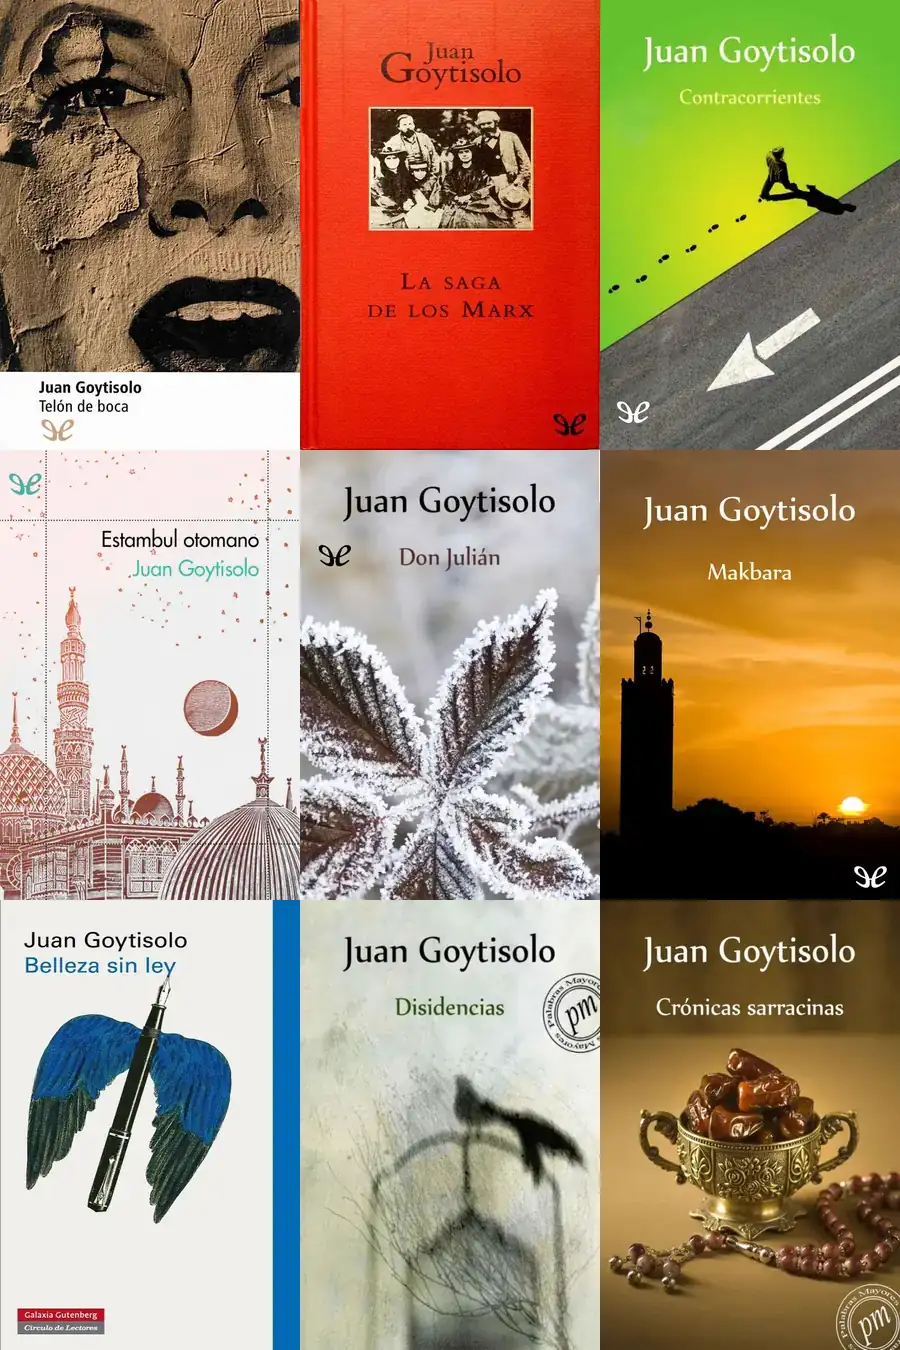 Juan Goytisolo
Telón de boca
Juan
Goytisolo
La saga
de los Marx
Juan Goytisolo
Contracorrientes
Estambul otomano
Juan Goytisolo
Juan Goytisolo
Don Julián
Juan Goytisolo
Makbara
Juan Goytisolo
Belleza sin ley
Galaxia Gutenberg
Círculo de Lectores
Juan Goytisolo
Disidencias
Palabras Mayores
pm
Juan Goytisolo
Crónicas sarracinas
Palabras Mayores
pm